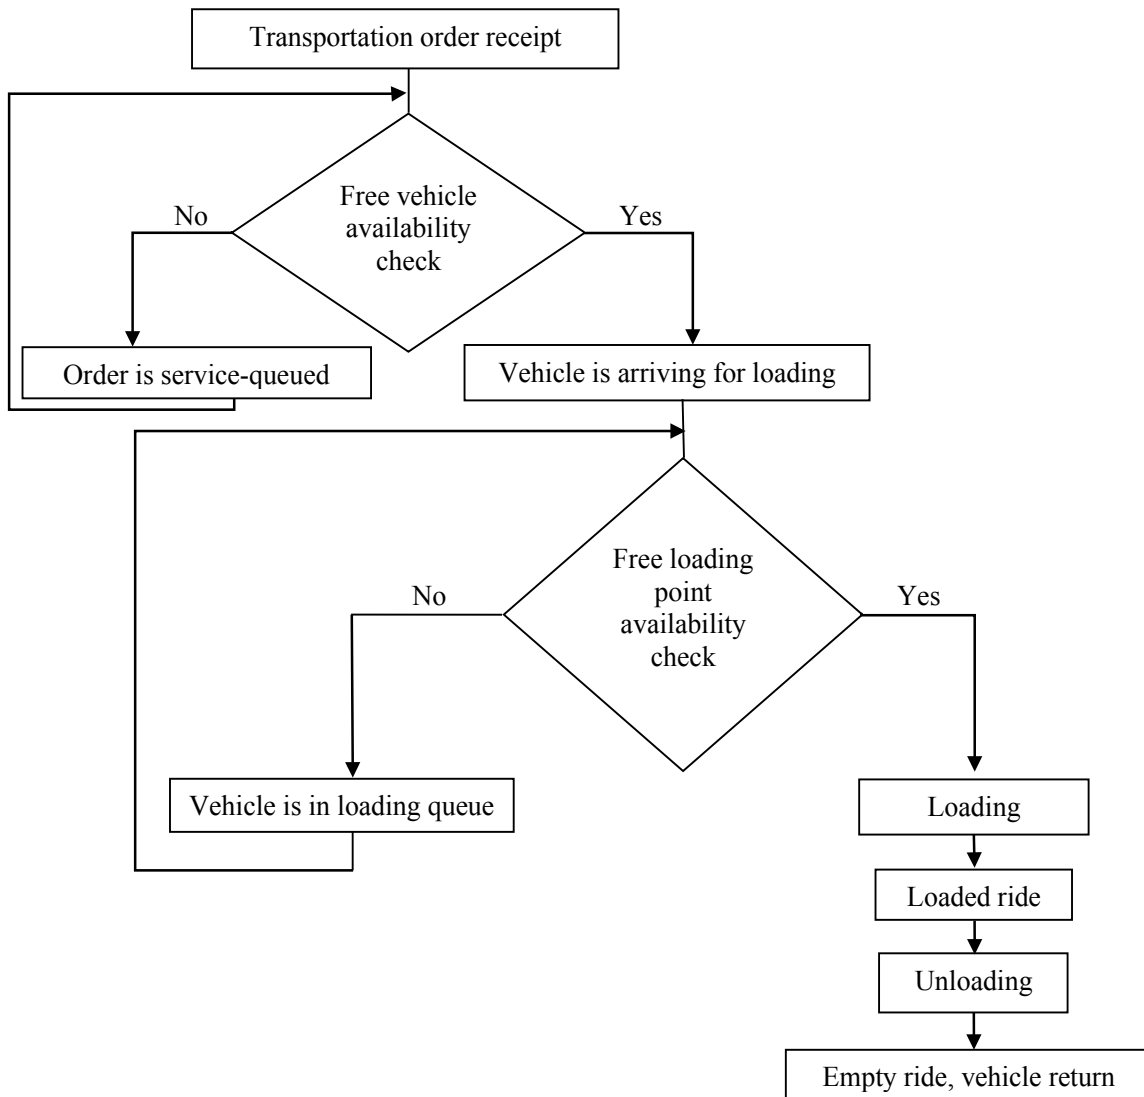 Transportation order receipt
Free vehicle
availability
check
No
Yes
Order is service-queued
Vehicle is arriving for loading
Free loading
point
availability
check
No
Yes
Vehicle is in loading queue
Loading
Loaded ride
Unloading
Empty ride, vehicle return